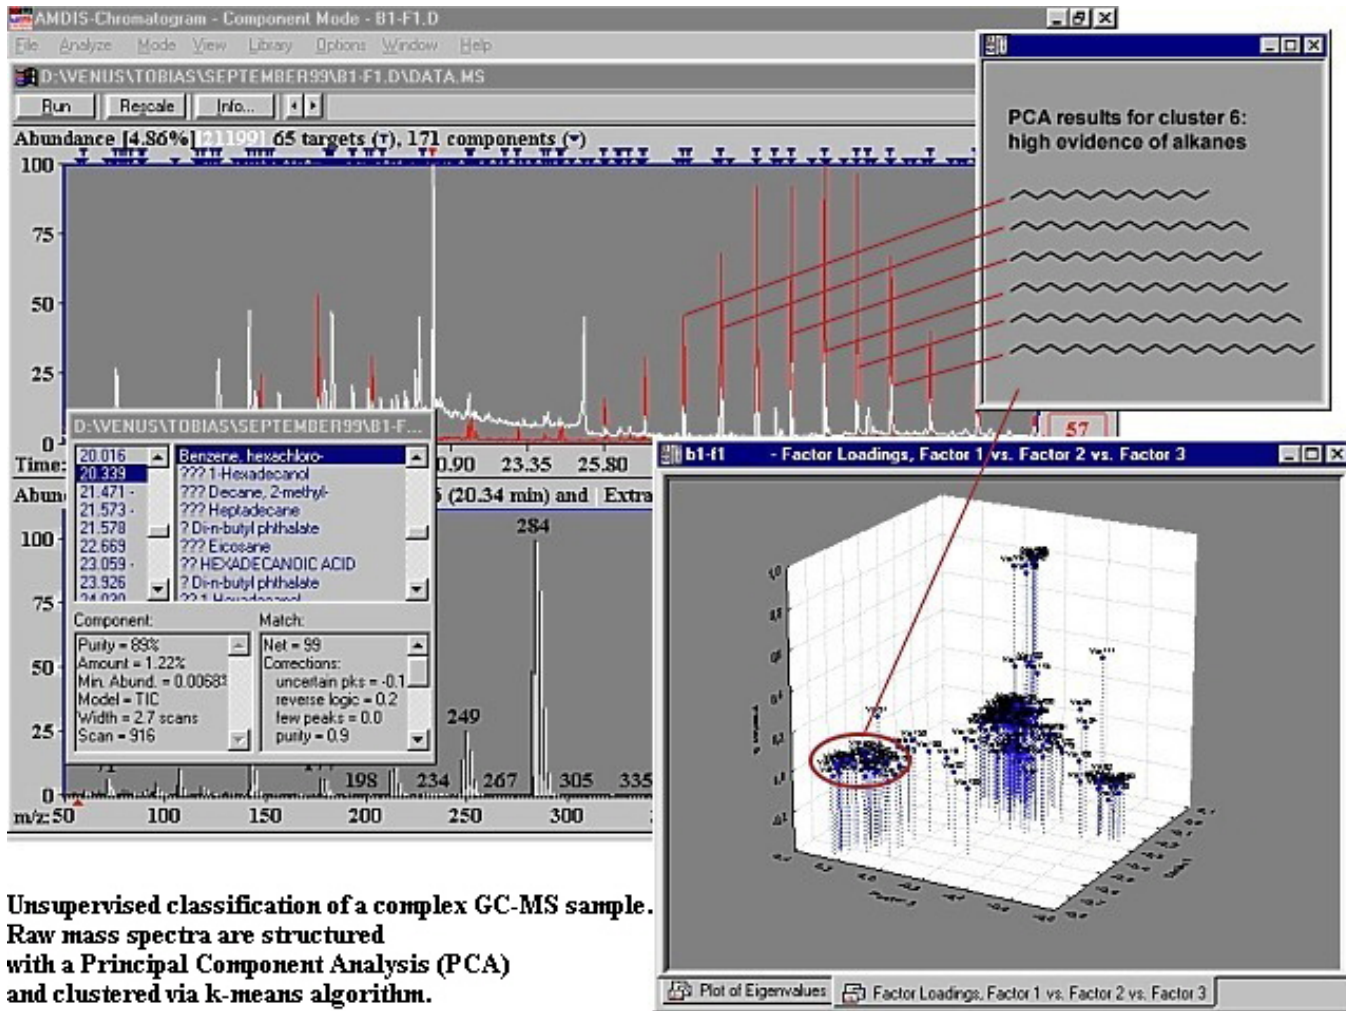 AMDIS-Chromatogram - Component Mode - B1-F1.D
File Analyze Mode View Library Options Window Help
D:\VENUS\TOBIAS\SEPTEMBER99\B1-F1.D\DATA.MS
Run Rescale Info...
Abundance [4.86%] [21199] 65 targets (T), 171 components (▼)
100
75
50
25
0
57
Time: 0.90 23.35 25.80
PCA results for cluster 6:
high evidence of alkanes
D:\VENUS\TOBIAS\SEPTEMBER99\B1-F...
20.016 Benzene, hexachloro-
20.339 ??? 1-Hexadecanol
21.471 - ??? Decane, 2-methyl-
21.573 - ??? Heptadecane
21.578 ? Di-n-butyl phthalate
22.669 ??? Eicosane
23.059 - ?? HEXADECANOIC ACID
23.926 ? Di-n-butyl phthalate
Component: Match:
Purity = 89% Net = 99
Amount = 1.22% Corrections:
Min. Abund. = 0.0068% uncertain pks = -0.1
Model = TIC reverse logic = 0.2
Width = 2.7 scans few peaks = 0.0
Scan = 916 purity = 0.9
Abun (20.34 min) and Extra
100
75
50
25
0
284
249
198 234 267 305 335
m/z: 50 100 150 200 250 300
b1-f1 - Factor Loadings, Factor 1 vs. Factor 2 vs. Factor 3
Plot of Eigenvalues Factor Loadings, Factor 1 vs. Factor 2 vs. Factor 3
Unsupervised classification of a complex GC-MS sample.
Raw mass spectra are structured
with a Principal Component Analysis (PCA)
and clustered via k-means algorithm.